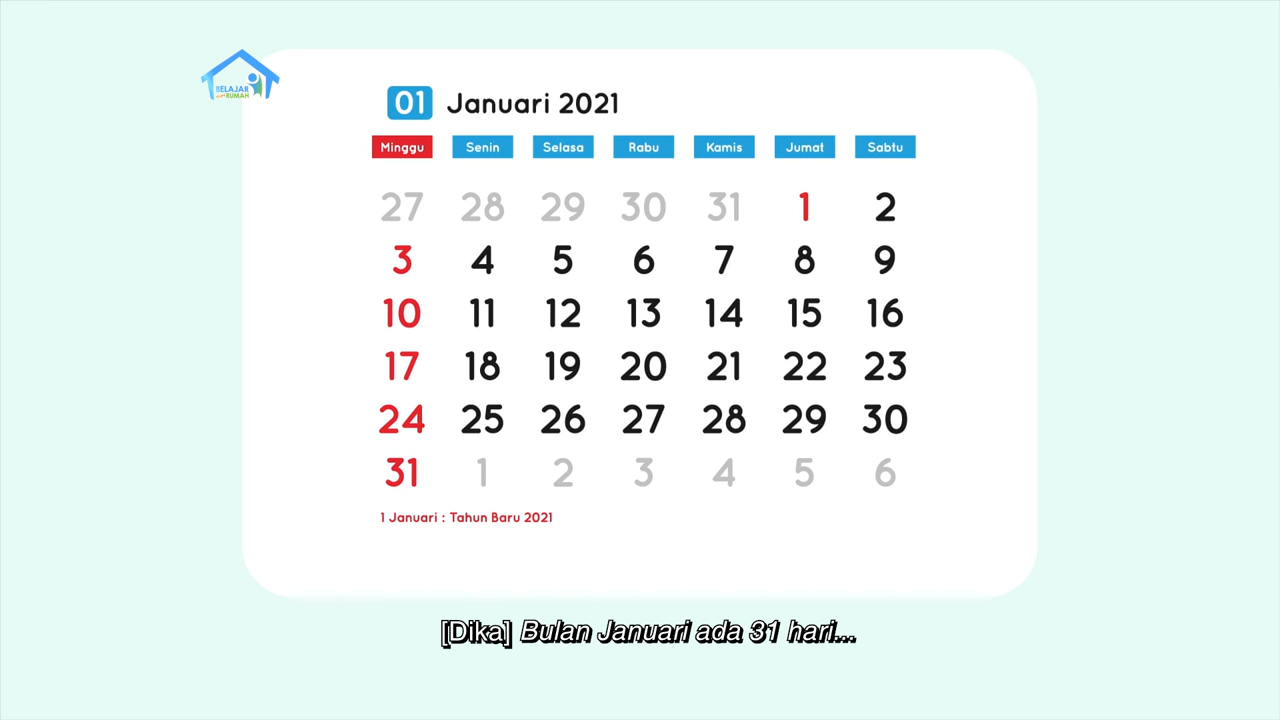 BELAJAR
dari RUMAH
01 Januari 2021
Minggu Senin Selasa Rabu Kamis Jumat Sabtu
27 28 29 30 31 1 2
3 4 5 6 7 8 9
10 11 12 13 14 15 16
17 18 19 20 21 22 23
24 25 26 27 28 29 30
31 1 2 3 4 5 6
1 Januari : Tahun Baru 2021
[Dika] Bulan Januari ada 31 hari...